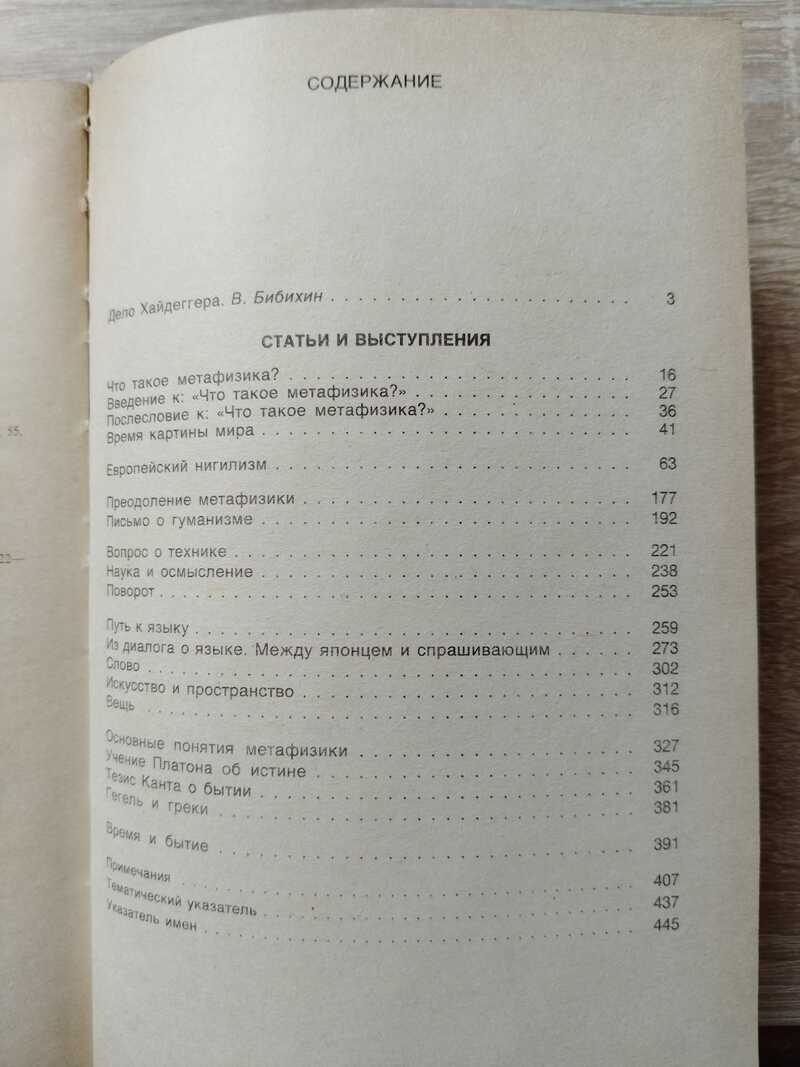 СОДЕРЖАНИЕ
Дело Хайдеггера. В. Бибихин . . . . . . . . . . . . . . . . . . . . . . 3
СТАТЬИ И ВЫСТУПЛЕНИЯ
Что такое метафизика? . . . . . . . . . . . . . . . . . . . . . . . . . 16
Введение к: «Что такое метафизика?» . . . . . . . . . . . . . . . . 27
Послесловие к: «Что такое метафизика?» . . . . . . . . . . . . . . 36
Время картины мира . . . . . . . . . . . . . . . . . . . . . . . . . . . 41
Европейский нигилизм . . . . . . . . . . . . . . . . . . . . . . . . . . 63
Преодоление метафизики . . . . . . . . . . . . . . . . . . . . . . . . 177
Письмо о гуманизме . . . . . . . . . . . . . . . . . . . . . . . . . . . 192
Вопрос о технике . . . . . . . . . . . . . . . . . . . . . . . . . . . . . 221
Наука и осмысление . . . . . . . . . . . . . . . . . . . . . . . . . . . 238
Поворот . . . . . . . . . . . . . . . . . . . . . . . . . . . . . . . . . . . 253
Путь к языку . . . . . . . . . . . . . . . . . . . . . . . . . . . . . . . . 259
Из диалога о языке. Между японцем и спрашивающим . . . . . . 273
Слово . . . . . . . . . . . . . . . . . . . . . . . . . . . . . . . . . . . . 302
Искусство и пространство . . . . . . . . . . . . . . . . . . . . . . . . 312
Вещь . . . . . . . . . . . . . . . . . . . . . . . . . . . . . . . . . . . . . 316
Основные понятия метафизики . . . . . . . . . . . . . . . . . . . . 327
Учение Платона об истине . . . . . . . . . . . . . . . . . . . . . . . 345
Тезис Канта о бытии . . . . . . . . . . . . . . . . . . . . . . . . . . . 361
Гегель и греки . . . . . . . . . . . . . . . . . . . . . . . . . . . . . . . 381
Время и бытие . . . . . . . . . . . . . . . . . . . . . . . . . . . . . . . 391
Примечания . . . . . . . . . . . . . . . . . . . . . . . . . . . . . . . . 407
Тематический указатель . . . . . . . . . . . . . . . . . . . . . . . . . 437
Указатель имен . . . . . . . . . . . . . . . . . . . . . . . . . . . . . . 445
55.
22—